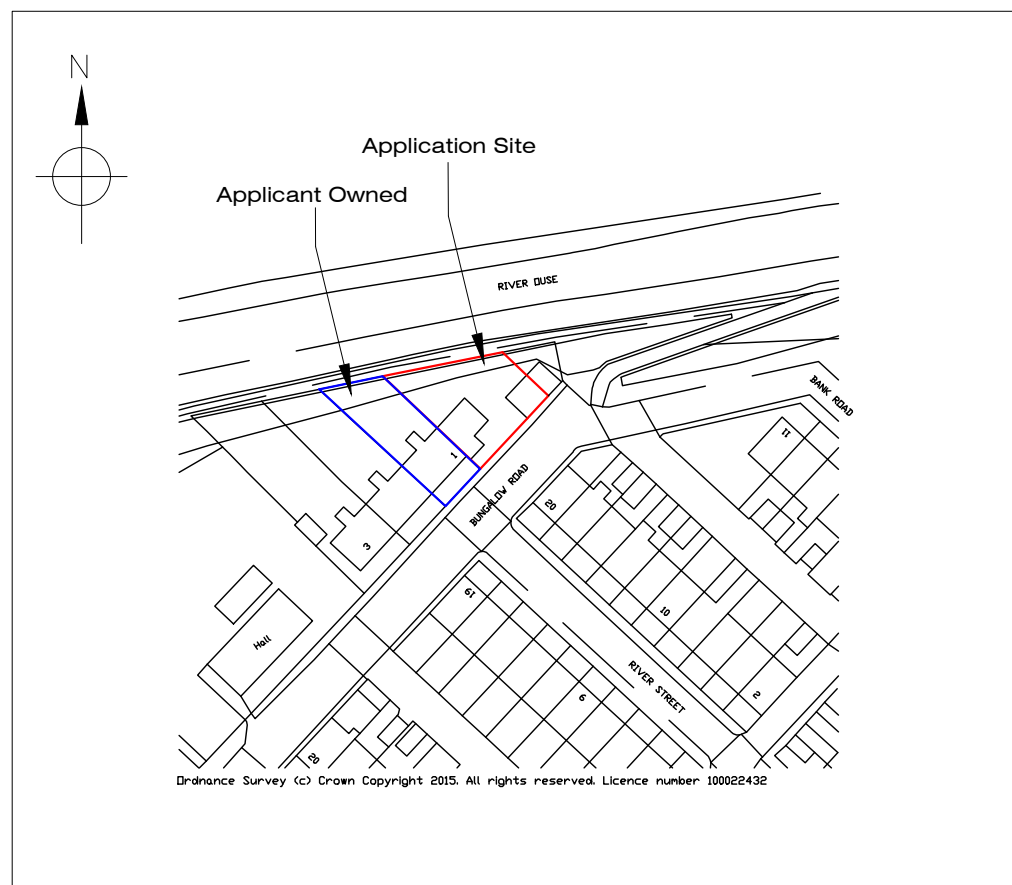 N
Application Site
Applicant Owned
RIVER OUSE
BANK ROAD
11
1
BUNGALOW ROAD
20
3
19
10
Hall
RIVER STREET
2
9
20
Ordnance Survey (c) Crown Copyright 2015. All rights reserved. Licence number 100022432